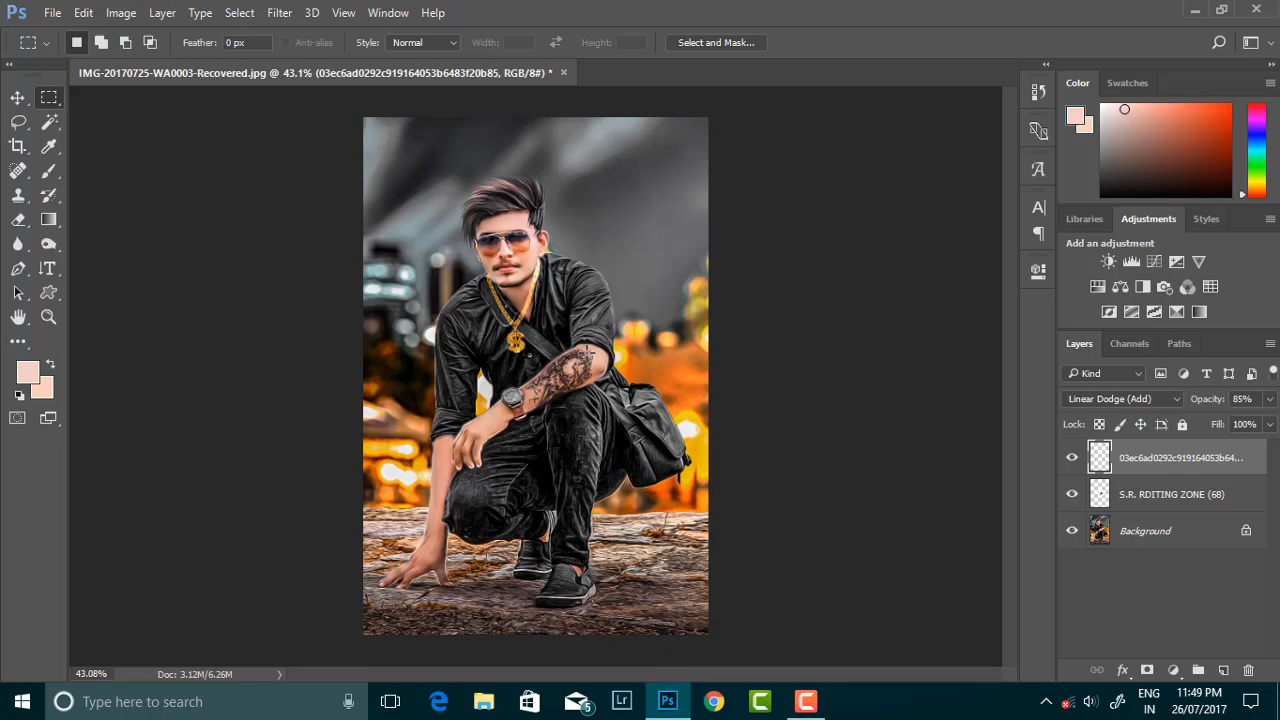 Ps File Edit Image Layer Type Select Filter 3D View Window Help
Feather: 0 px Anti-alias Style: Normal Width: Height: Select and Mask...
IMG-20170725-WA0003-Recovered.jpg @ 43.1% (03ec6ad0292c919164053b6483f20b85, RGB/8#) *
Color Swatches
Libraries Adjustments Styles
Add an adjustment
Layers Channels Paths
Kind
Linear Dodge (Add) Opacity: 85%
Lock: Fill: 100%
03ec6ad0292c919164053b64...
S.R. RDITING ZONE (68)
Background
43.08% Doc: 3.12M/6.26M
Type here to search
5
Lr
Ps
C
C
ENG
IN
11:49 PM
26/07/2017